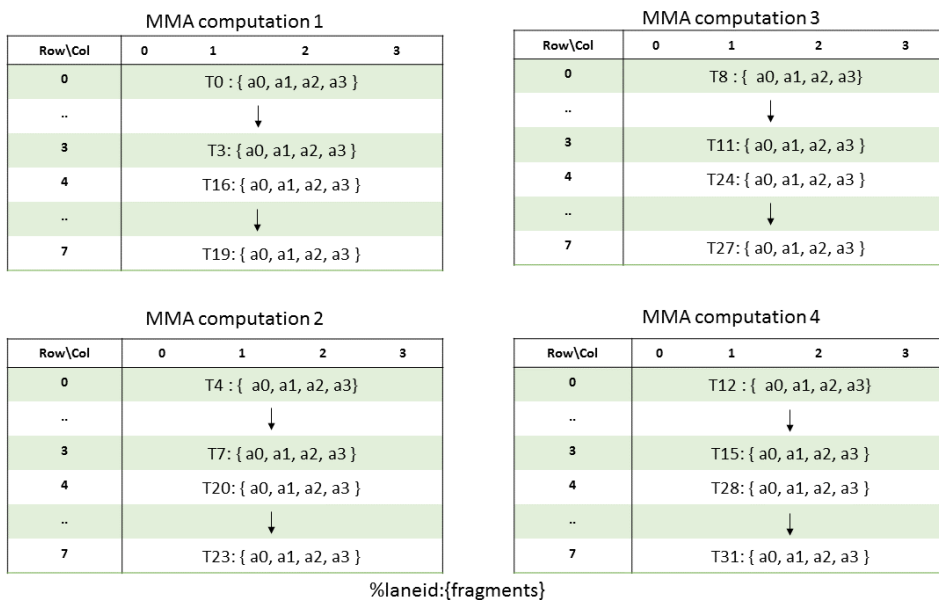 MMA computation 1
Row\Col 0 1 2 3
0 T0 : { a0, a1, a2, a3 }
..
3 T3: { a0, a1, a2, a3 }
4 T16: { a0, a1, a2, a3 }
..
7 T19: { a0, a1, a2, a3 }
MMA computation 3
Row\Col 0 1 2 3
0 T8 : {  a0, a1, a2, a3}
..
3 T11: { a0, a1, a2, a3 }
4 T24: { a0, a1, a2, a3 }
..
7 T27: { a0, a1, a2, a3 }
MMA computation 2
Row\Col 0 1 2 3
0 T4 : {  a0, a1, a2, a3}
..
3 T7: { a0, a1, a2, a3 }
4 T20: { a0, a1, a2, a3 }
..
7 T23: { a0, a1, a2, a3 }
MMA computation 4
Row\Col 0 1 2 3
0 T12 : {  a0, a1, a2, a3}
..
3 T15: { a0, a1, a2, a3 }
4 T28: { a0, a1, a2, a3 }
..
7 T31: { a0, a1, a2, a3 }
%laneid:{fragments}